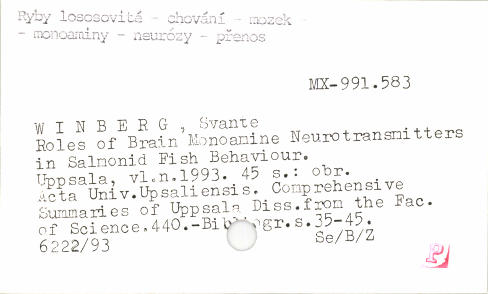 Ryby lososovité - chování - mozek -
- monoaminy - neurózy - přenos
MX-991.583
W I N B E R G , Svante
Roles of Brain Monoamine Neurotransmitters
in Salmonid Fish Behaviour.
Uppsala, vl.n.1993. 45 s.: obr.
Acta Univ.Upsaliensis. Comprehensive
Summaries of Uppsala Diss.from the Fac.
of Science.440.-Bibliogr.s.35-45.
6222/93
Se/B/Z
P